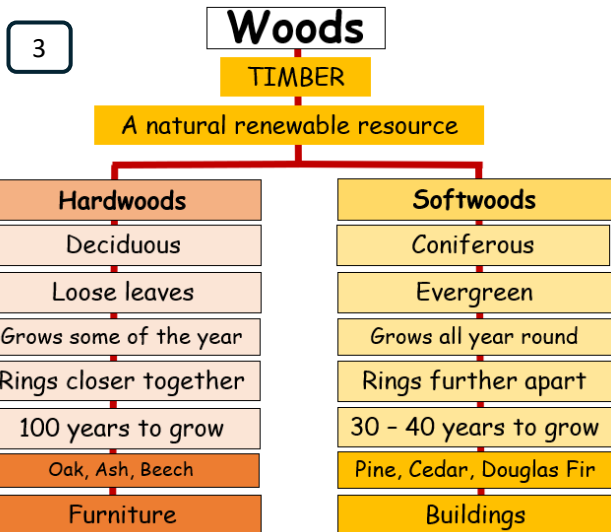 3
Woods
TIMBER
A natural renewable resource
Hardwoods
Deciduous
Loose leaves
Grows some of the year
Rings closer together
100 years to grow
Oak, Ash, Beech
Furniture
Softwoods
Coniferous
Evergreen
Grows all year round
Rings further apart
30 – 40 years to grow
Pine, Cedar, Douglas Fir
Buildings